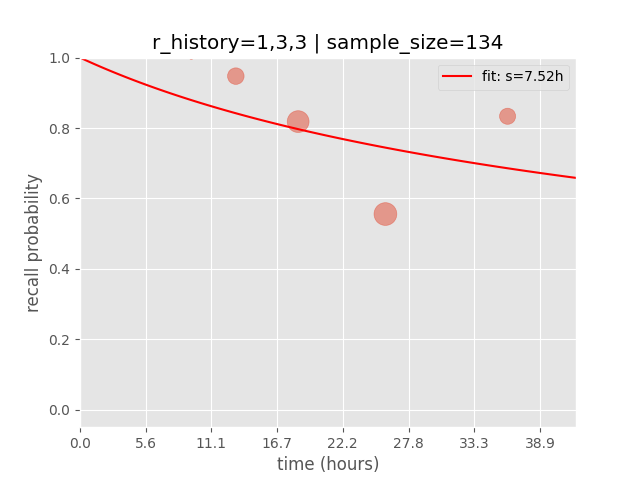 r_history=1,3,3 | sample_size=134
fit: s=7.52h
1.0
0.8
0.6
0.4
0.2
0.0
recall probability
0.0 5.6 11.1 16.7 22.2 27.8 33.3 38.9
time (hours)